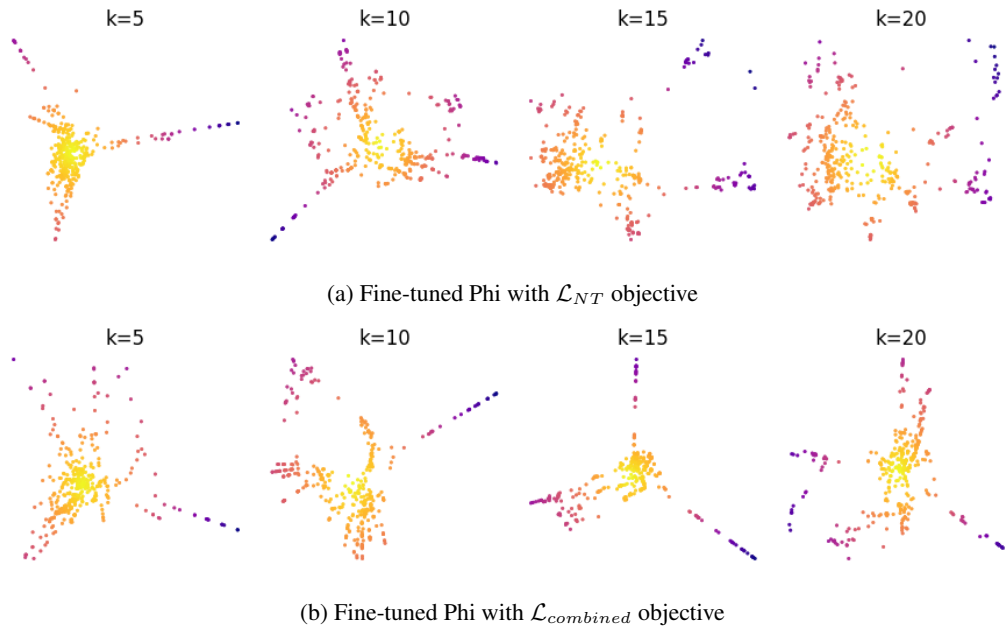 k=5 k=10 k=15 k=20
(a) Fine-tuned Phi with ℒ_NT objective
k=5 k=10 k=15 k=20
(b) Fine-tuned Phi with ℒ_combined objective